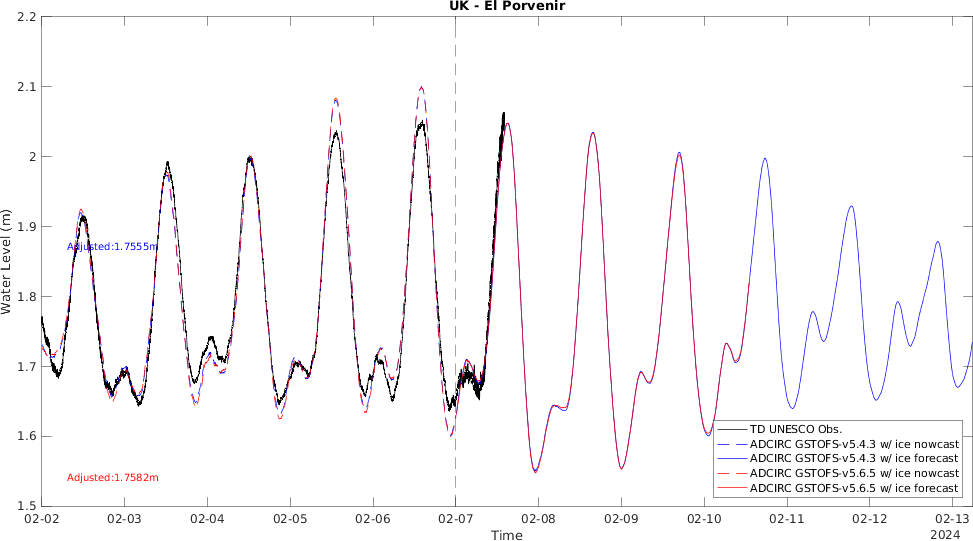 UK - El Porvenir
Water Level (m)
2.2
2.1
2
1.9
1.8
1.7
1.6
1.5
Adjusted:1.7555m
Adjusted:1.7582m
TD UNESCO Obs.
ADCIRC GSTOFS-v5.4.3 w/ ice nowcast
ADCIRC GSTOFS-v5.4.3 w/ ice forecast
ADCIRC GSTOFS-v5.6.5 w/ ice nowcast
ADCIRC GSTOFS-v5.6.5 w/ ice forecast
02-02 02-03 02-04 02-05 02-06 02-07 02-08 02-09 02-10 02-11 02-12 02-13
2024
Time